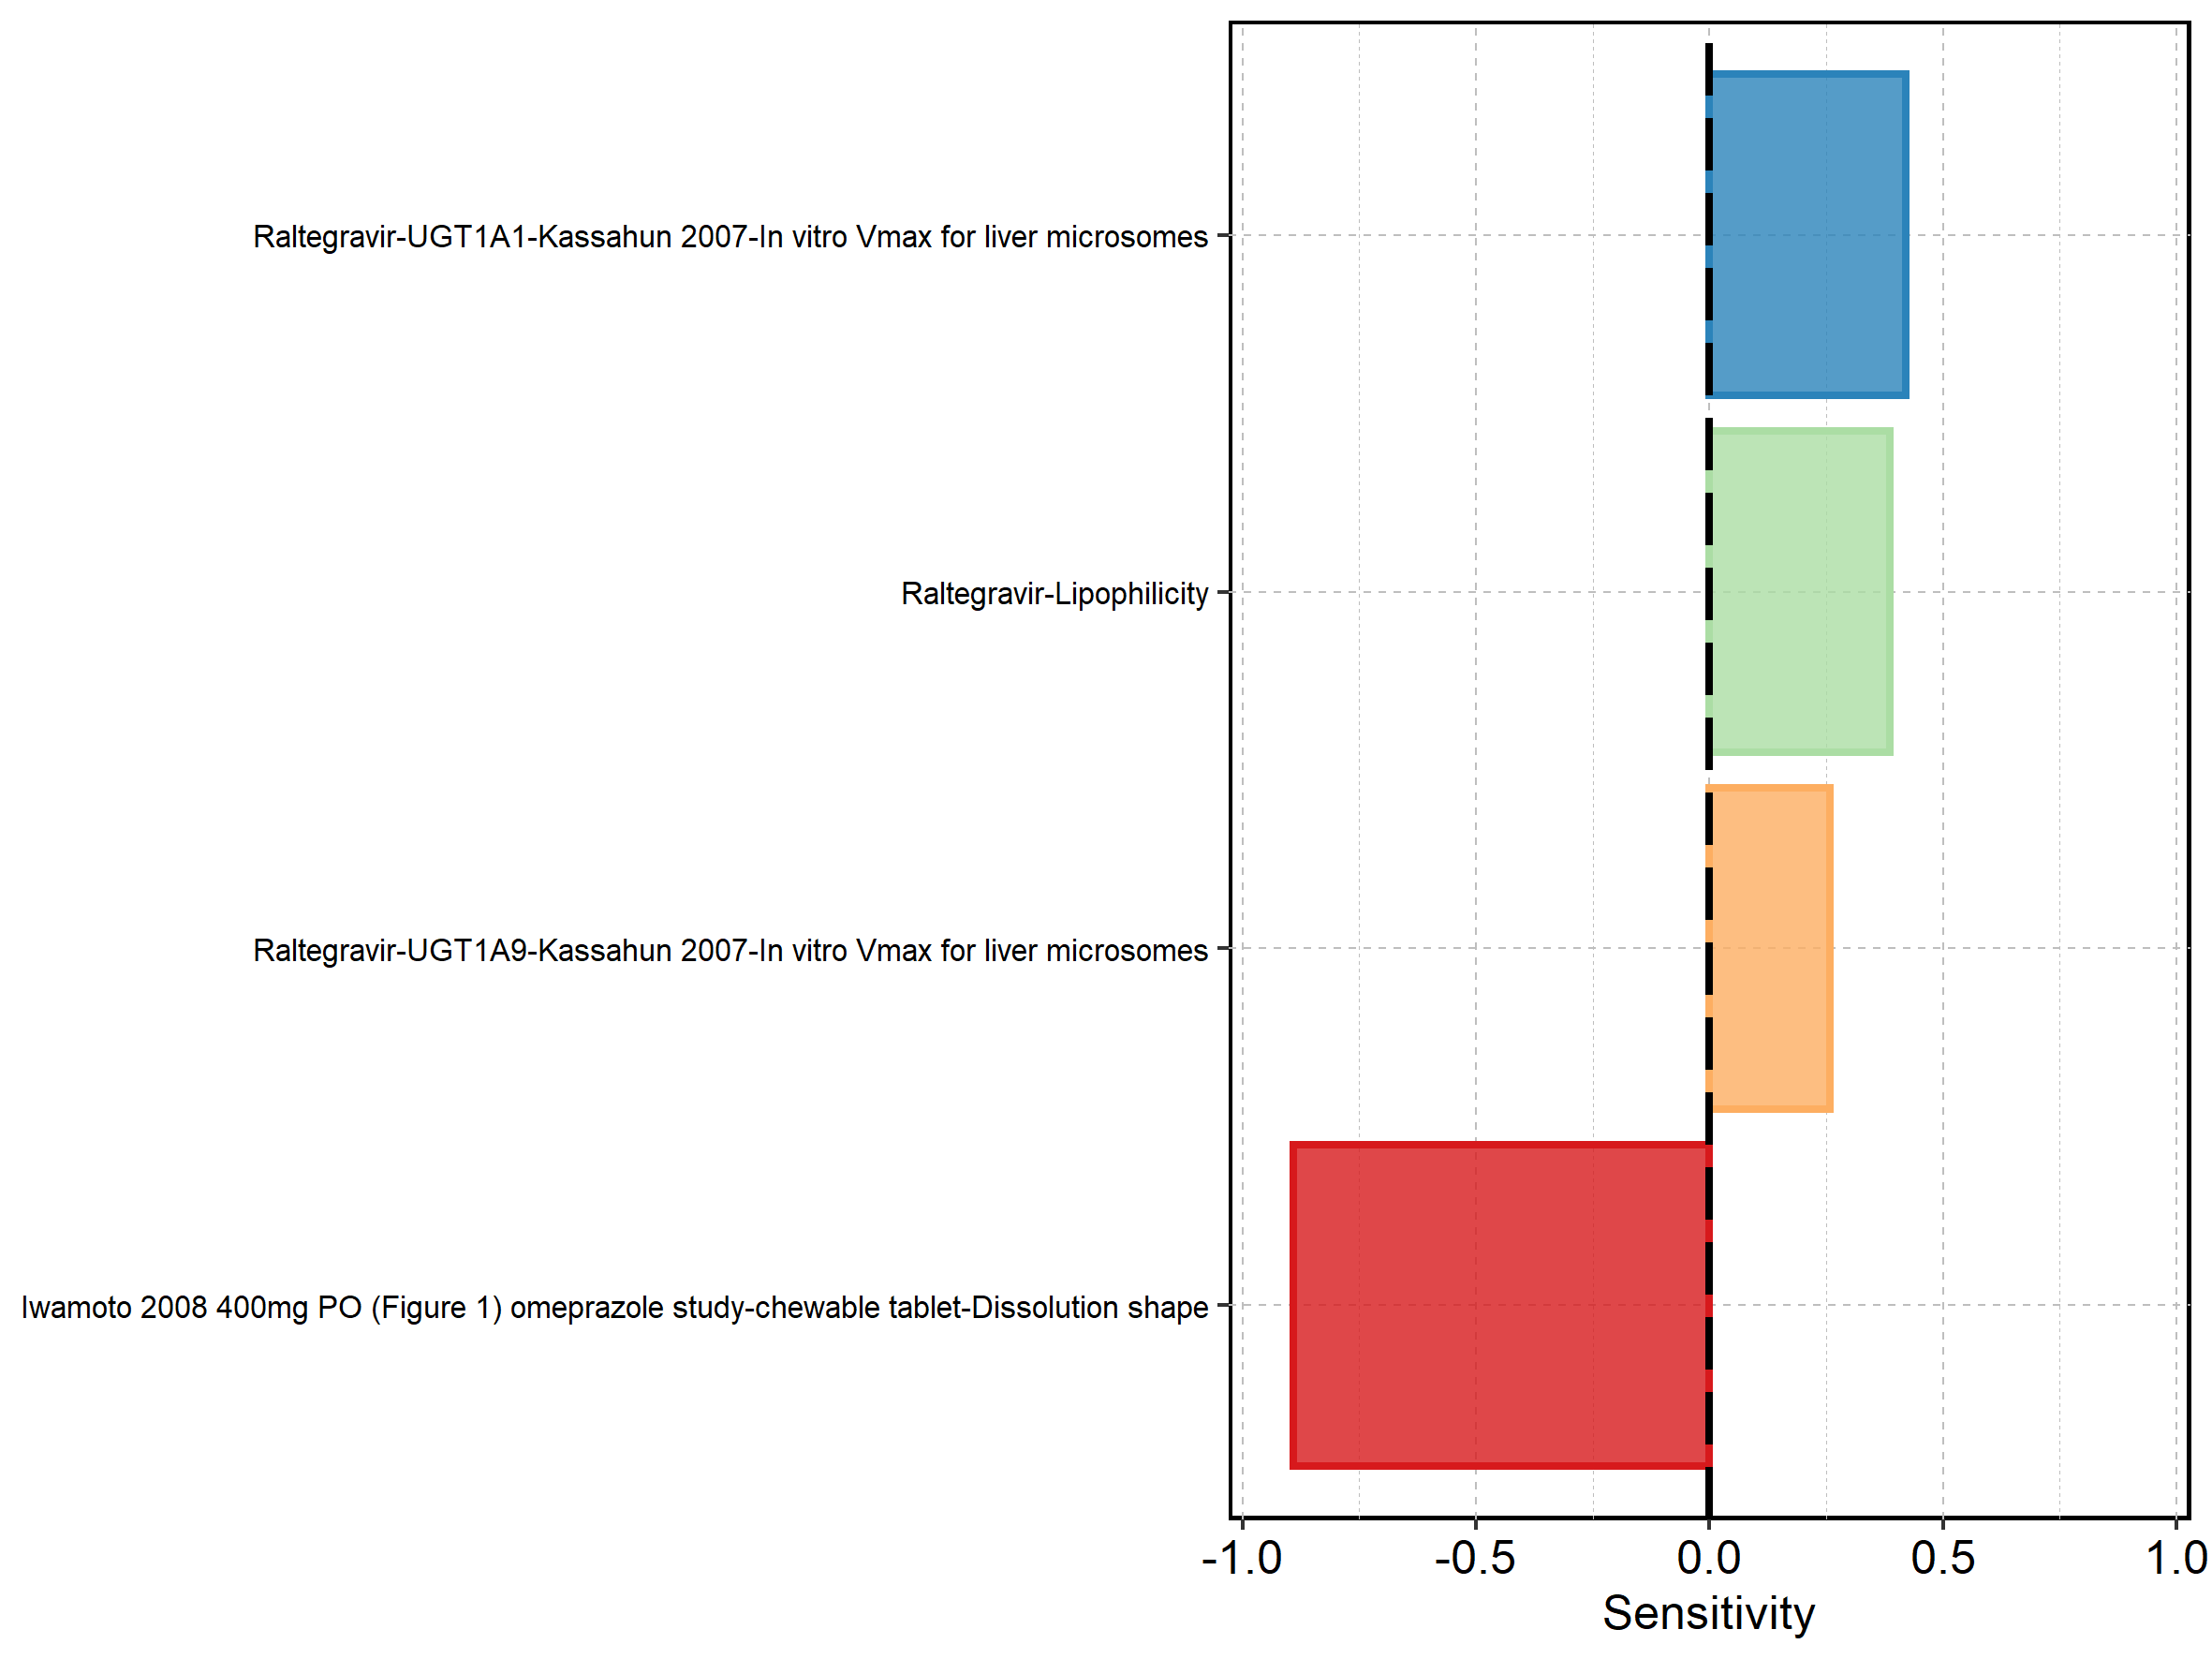 Raltegravir-UGT1A1-Kassahun 2007-In vitro Vmax for liver microsomes
Raltegravir-Lipophilicity
Raltegravir-UGT1A9-Kassahun 2007-In vitro Vmax for liver microsomes
Iwamoto 2008 400mg PO (Figure 1) omeprazole study-chewable tablet-Dissolution shape
-1.0 -0.5 0.0 0.5 1.0
Sensitivity